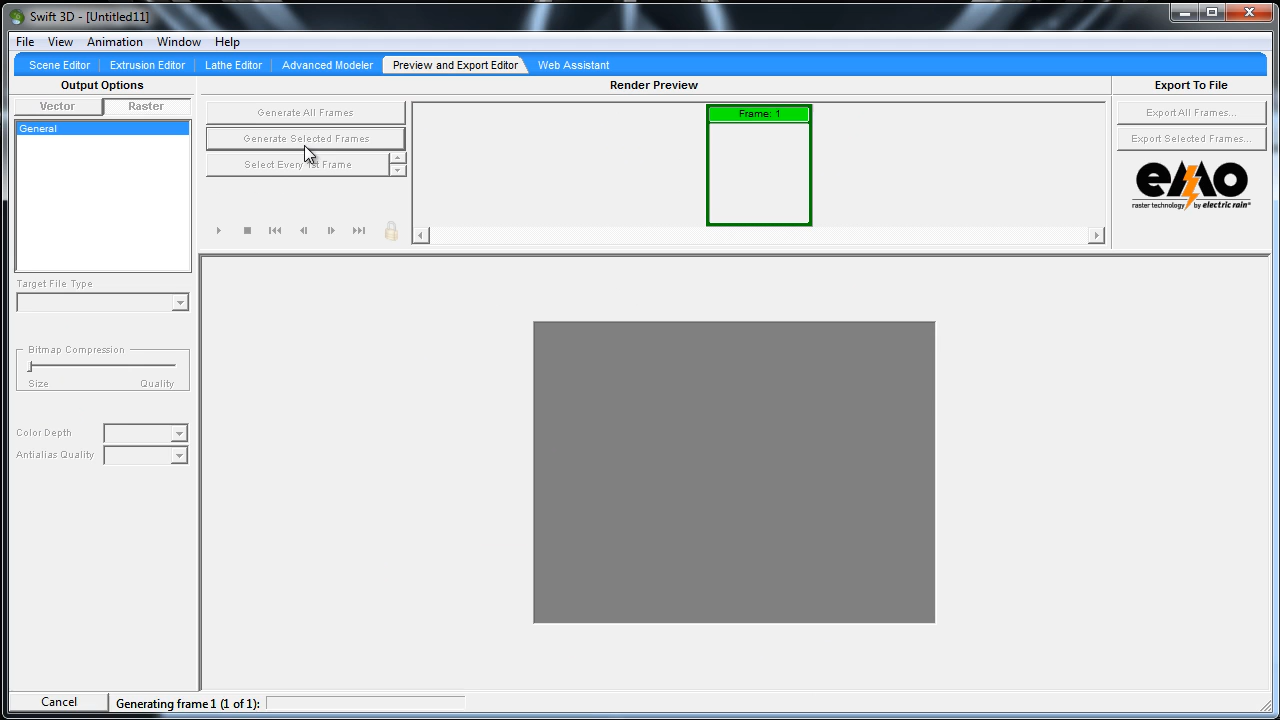 Swift 3D - [Untitled11]
File View Animation Window Help
Scene Editor Extrusion Editor Lathe Editor Advanced Modeler Preview and Export Editor Web Assistant
Output Options
Render Preview
Export To File
Vector Raster
General
Generate All Frames
Generate Selected Frames
Select Every 1st Frame
Frame: 1
Export All Frames...
Export Selected Frames...
emo
raster technology by electric rain®
Target File Type
Bitmap Compression
Size Quality
Color Depth
Antialias Quality
Cancel Generating frame 1 (1 of 1):